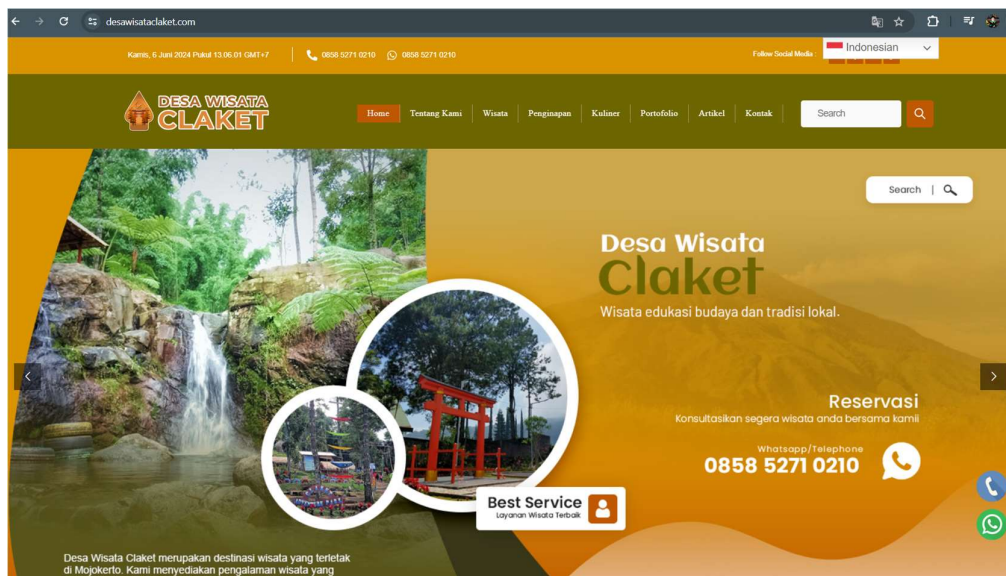 desawisataclaket.com
Kamis, 6 Juni 2024 Pukul 13.06.01 GMT+7
0858 5271 0210
0858 5271 0210
Follow Social Media :
Indonesian
DESA WISATA
CLAKET
Home
Tentang Kami
Wisata
Penginapan
Kuliner
Portofolio
Artikel
Kontak
Search
Search |
Desa Wisata
Claket
Wisata edukasi budaya dan tradisi lokal.
Reservasi
Konsultasikan segera wisata anda bersama kamii
Whatsapp/Telephone
0858 5271 0210
Best Service
Layanan Wisata Terbaik
Desa Wisata Claket merupakan destinasi wisata yang terletak
di Mojokerto. Kami menyediakan pengalaman wisata yang